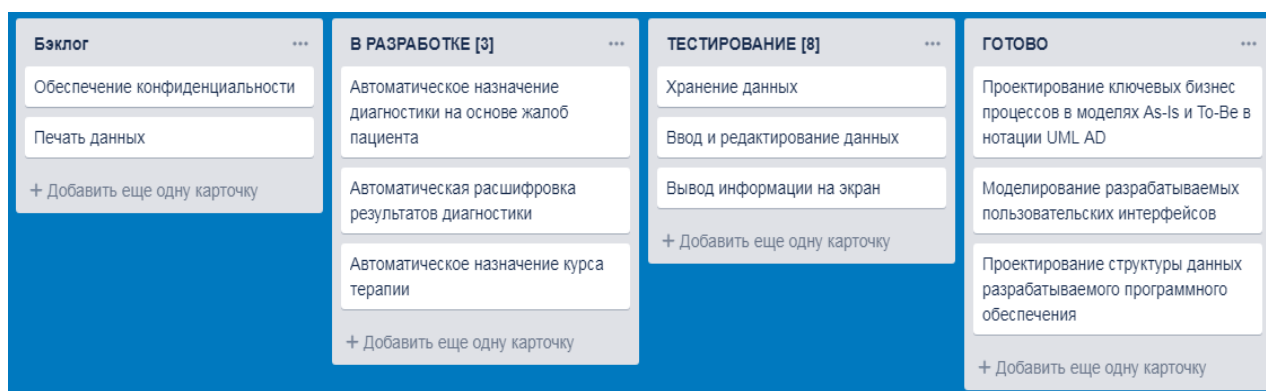 Бэклог
Обеспечение конфиденциальности
Печать данных
+ Добавить еще одну карточку
В РАЗРАБОТКЕ [3]
Автоматическое назначение
диагностики на основе жалоб
пациента
Автоматическая расшифровка
результатов диагностики
Автоматическое назначение курса
терапии
+ Добавить еще одну карточку
ТЕСТИРОВАНИЕ [8]
Хранение данных
Ввод и редактирование данных
Вывод информации на экран
+ Добавить еще одну карточку
ГОТОВО
Проектирование ключевых бизнес
процессов в моделях As-Is и To-Be в
нотации UML AD
Моделирование разрабатываемых
пользовательских интерфейсов
Проектирование структуры данных
разрабатываемого программного
обеспечения
+ Добавить еще одну карточку